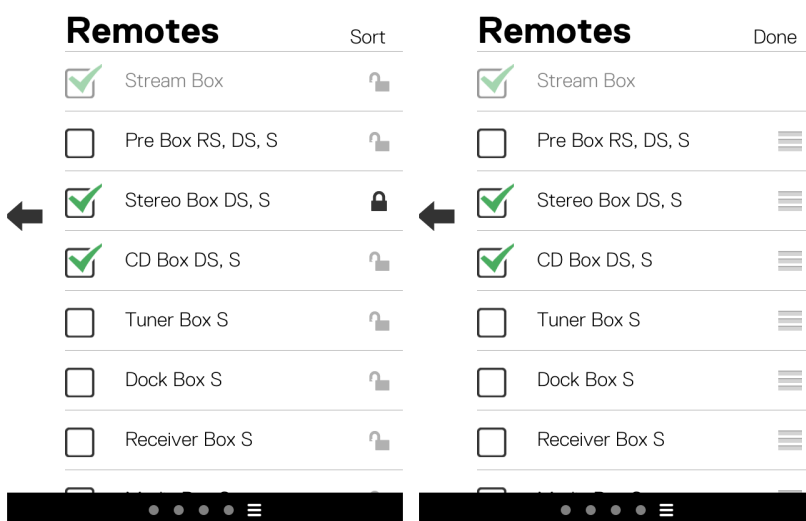 Remotes
Sort
Stream Box
Pre Box RS, DS, S
Stereo Box DS, S
CD Box DS, S
Tuner Box S
Dock Box S
Receiver Box S
Remotes
Done
Stream Box
Pre Box RS, DS, S
Stereo Box DS, S
CD Box DS, S
Tuner Box S
Dock Box S
Receiver Box S